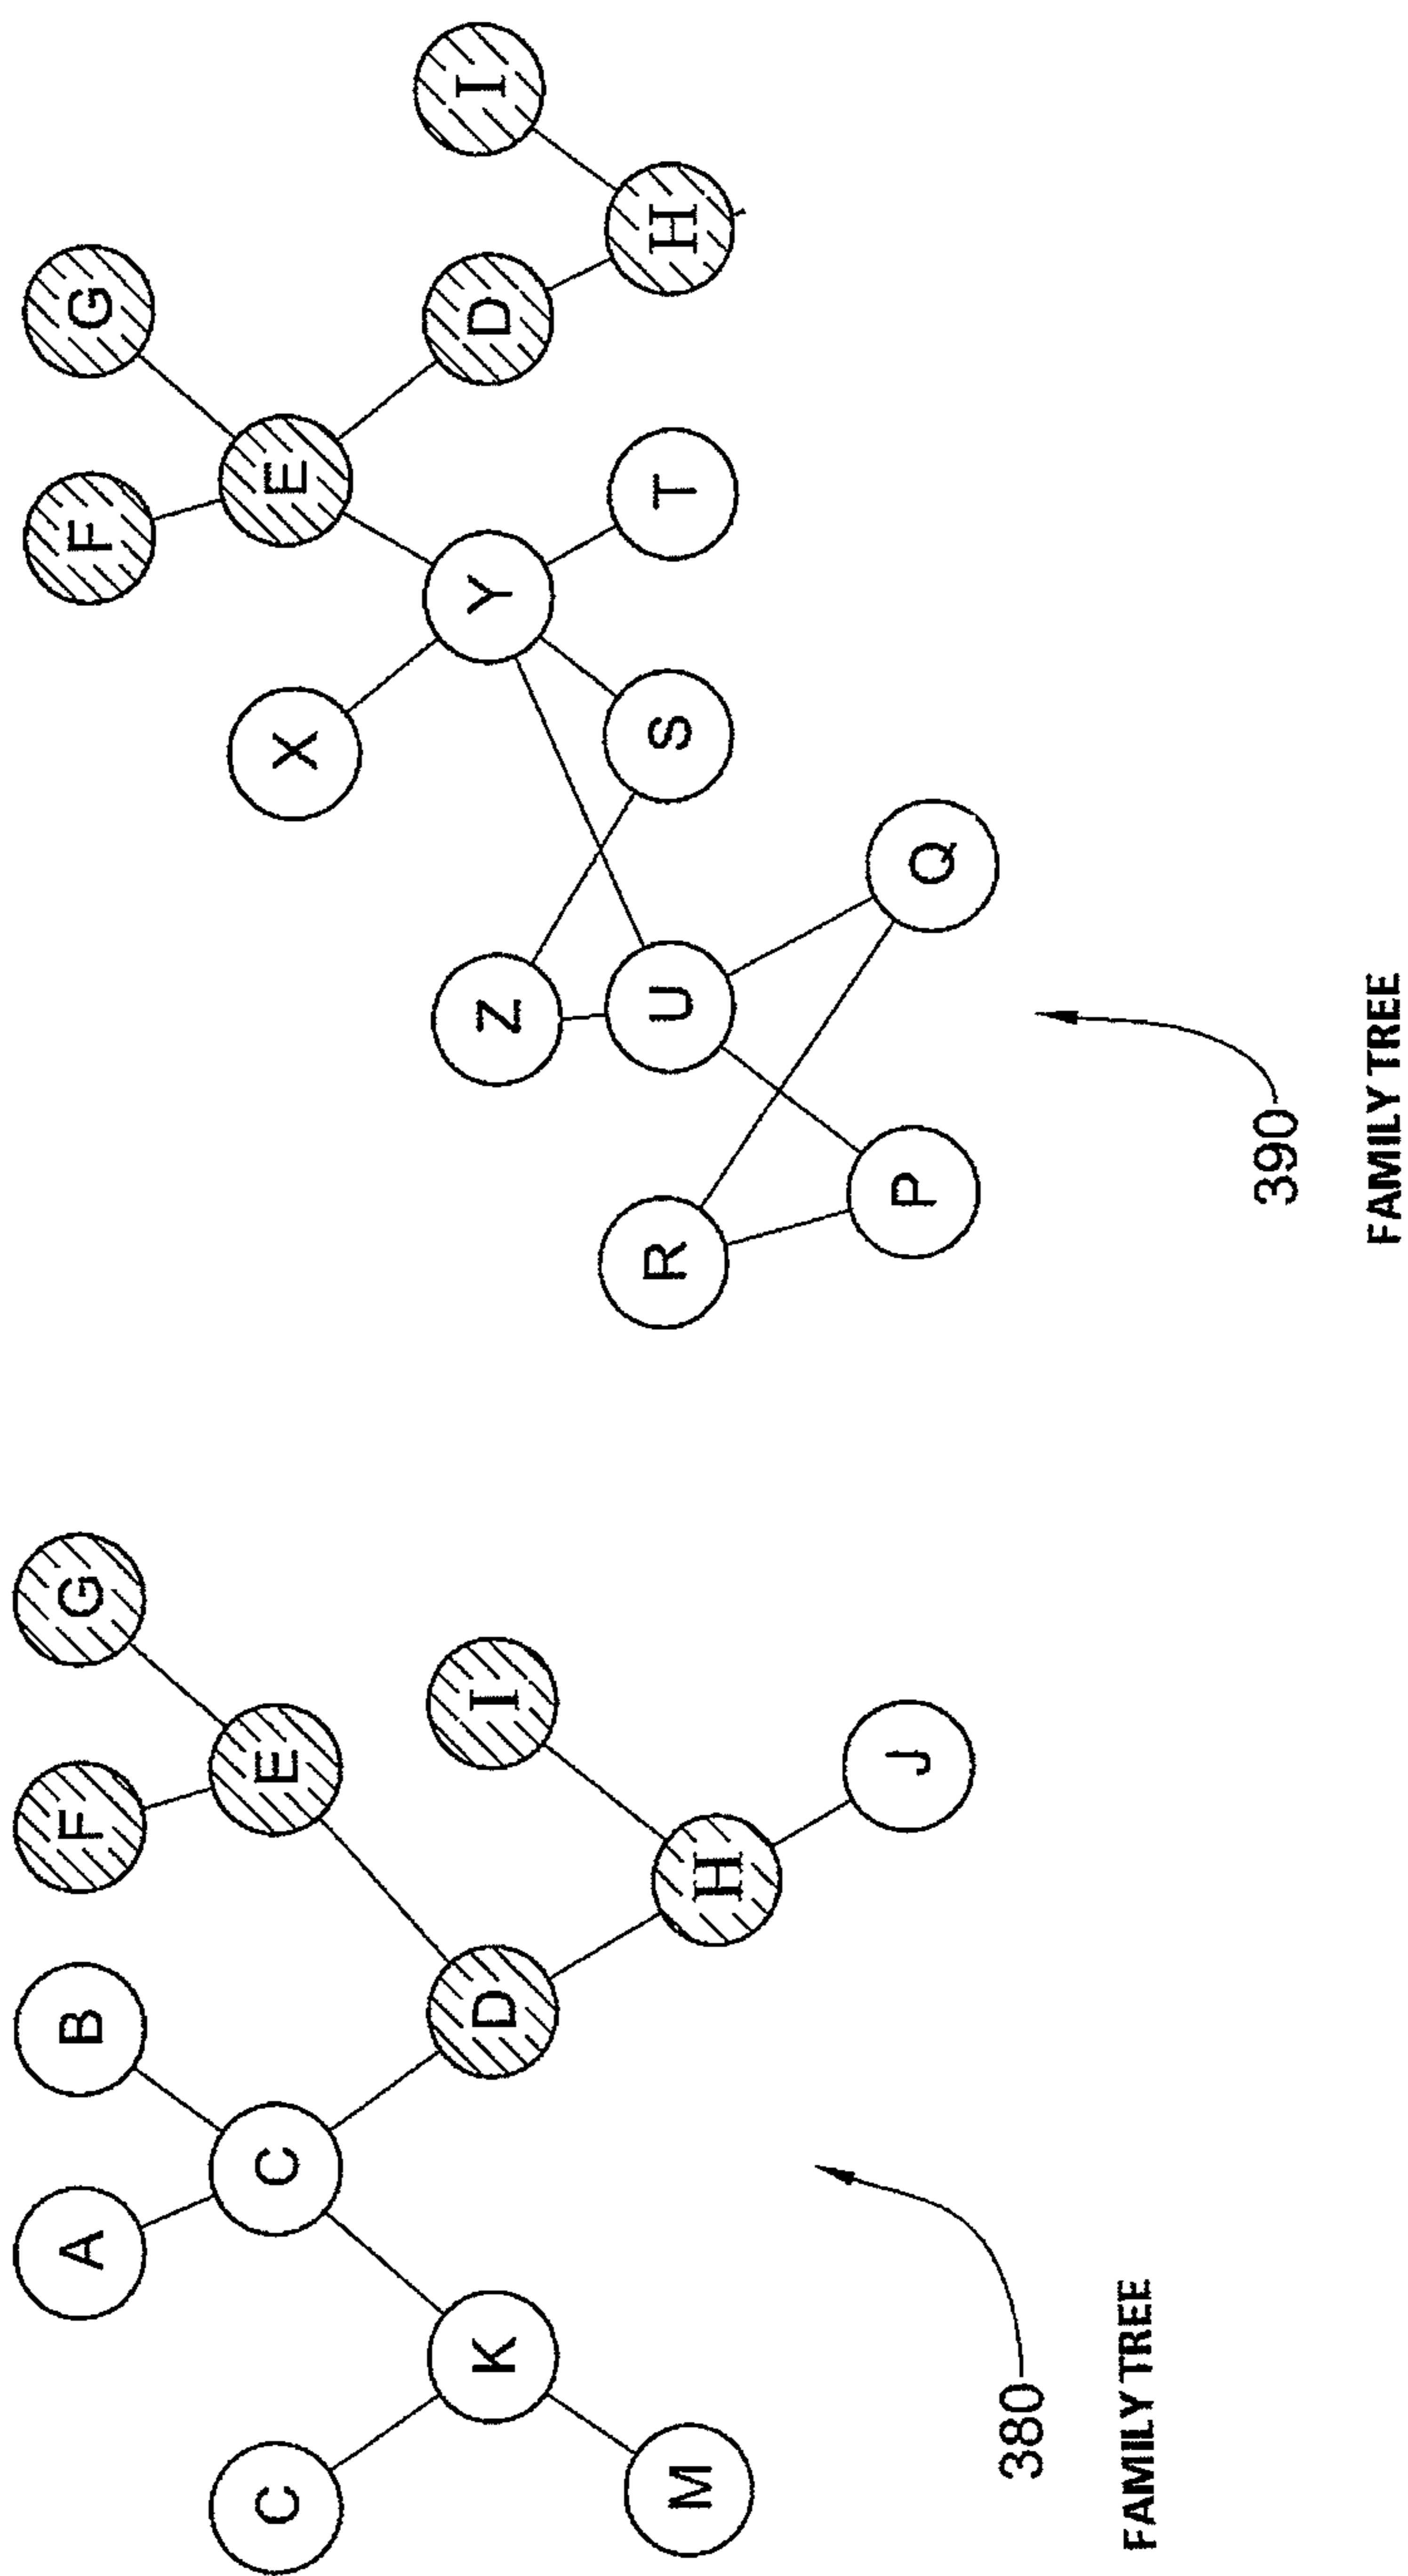 A B F G
C C E
K D I
M H
J
380
FAMILY TREE
F G
X E
Z Y D I
R U S T H
P Q
390
FAMILY TREE